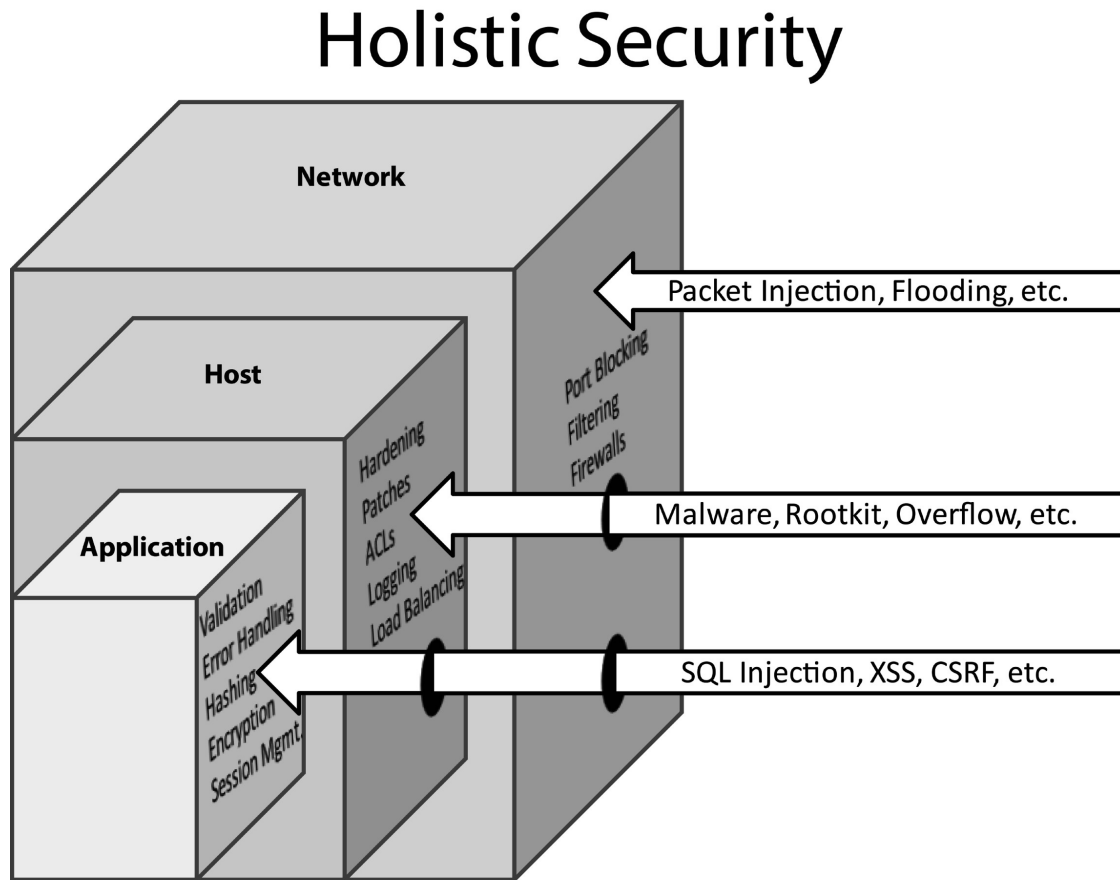 Holistic Security
Network
Packet Injection, Flooding, etc.
Port Blocking
Filtering
Firewalls
Host
Hardening
Patches
ACLs
Logging
Load Balancing
Malware, Rootkit, Overflow, etc.
Application
Validation
Error Handling
Hashing
Encryption
Session Mgmt.
SQL Injection, XSS, CSRF, etc.